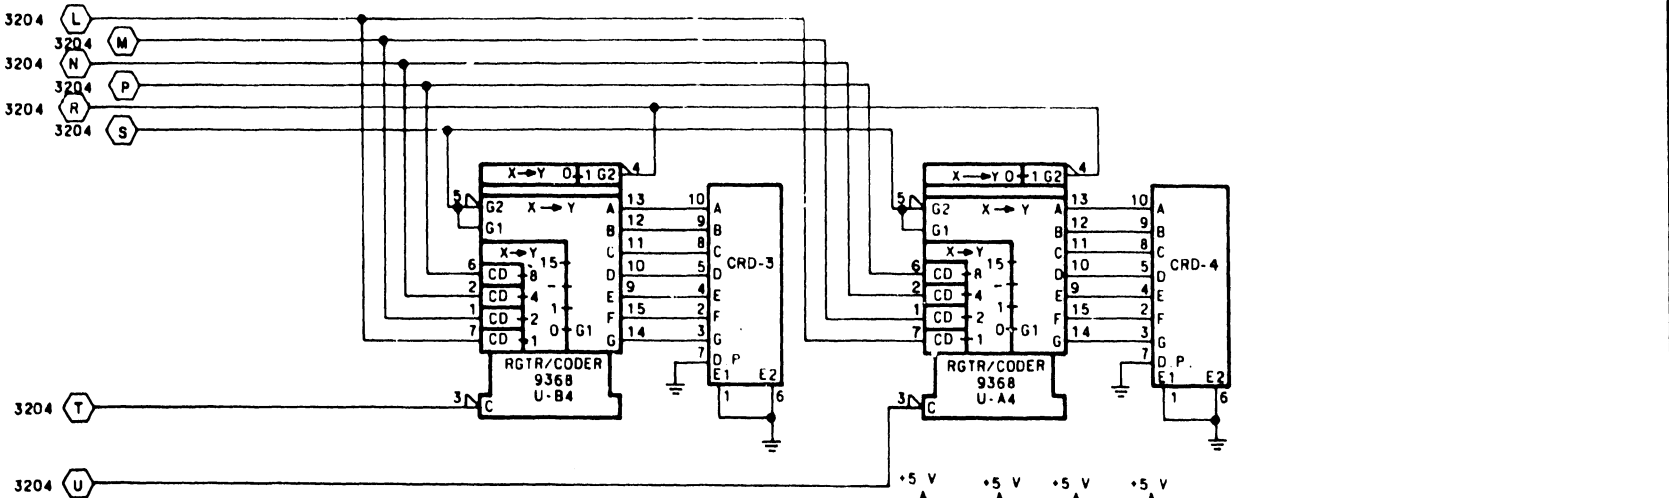 3204 L
3204 M
3204 N
3204 P
3204 R
3204 S
X→Y 0 1 G2 4
5 G2 X→Y A 13 10 A
G1 B 12 9 B
X→Y 15 C 11 8 C CRD-3
6 CD 8 D 10 5 D
2 CD 4 1 E 9 4 E
1 CD 2 F 15 2 F
7 CD 1 0 G1 G 14 3 G
7 D P
E1 E2
1 6
RGTR/CODER
9368
U-B4
3 C
3204 T
X→Y 0 1 G2 4
5 G2 X→Y A 13 10 A
G1 B 12 9 B
X→Y 15 C 11 8 C CRD-4
6 CD 8 D 10 5 D
2 CD 4 1 E 9 4 E
1 CD 2 F 15 2 F
7 CD 1 0 G1 G 14 3 G
7 D P.
E1 E2
1 6
RGTR/CODER
9368
U-A4
3 C
3204 U
+5 V +5 V +5 V +5 V